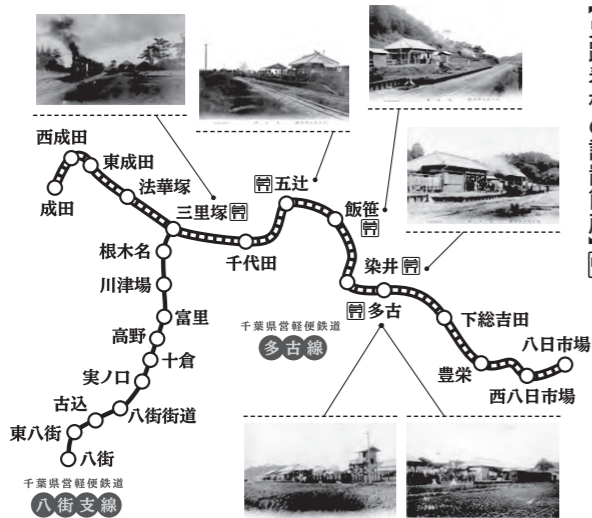 西成田
東成田
成田
法華塚
三里塚
五辻
飯笹
千代田
染井
多古
根木名
川津場
富里
高野
十倉
実ノ口
八街街道
古込
東八街
八街
下総吉田
豊栄
八日市場
西八日市場
千葉県営軽便鉄道
多古線
千葉県営軽便鉄道
八街支線